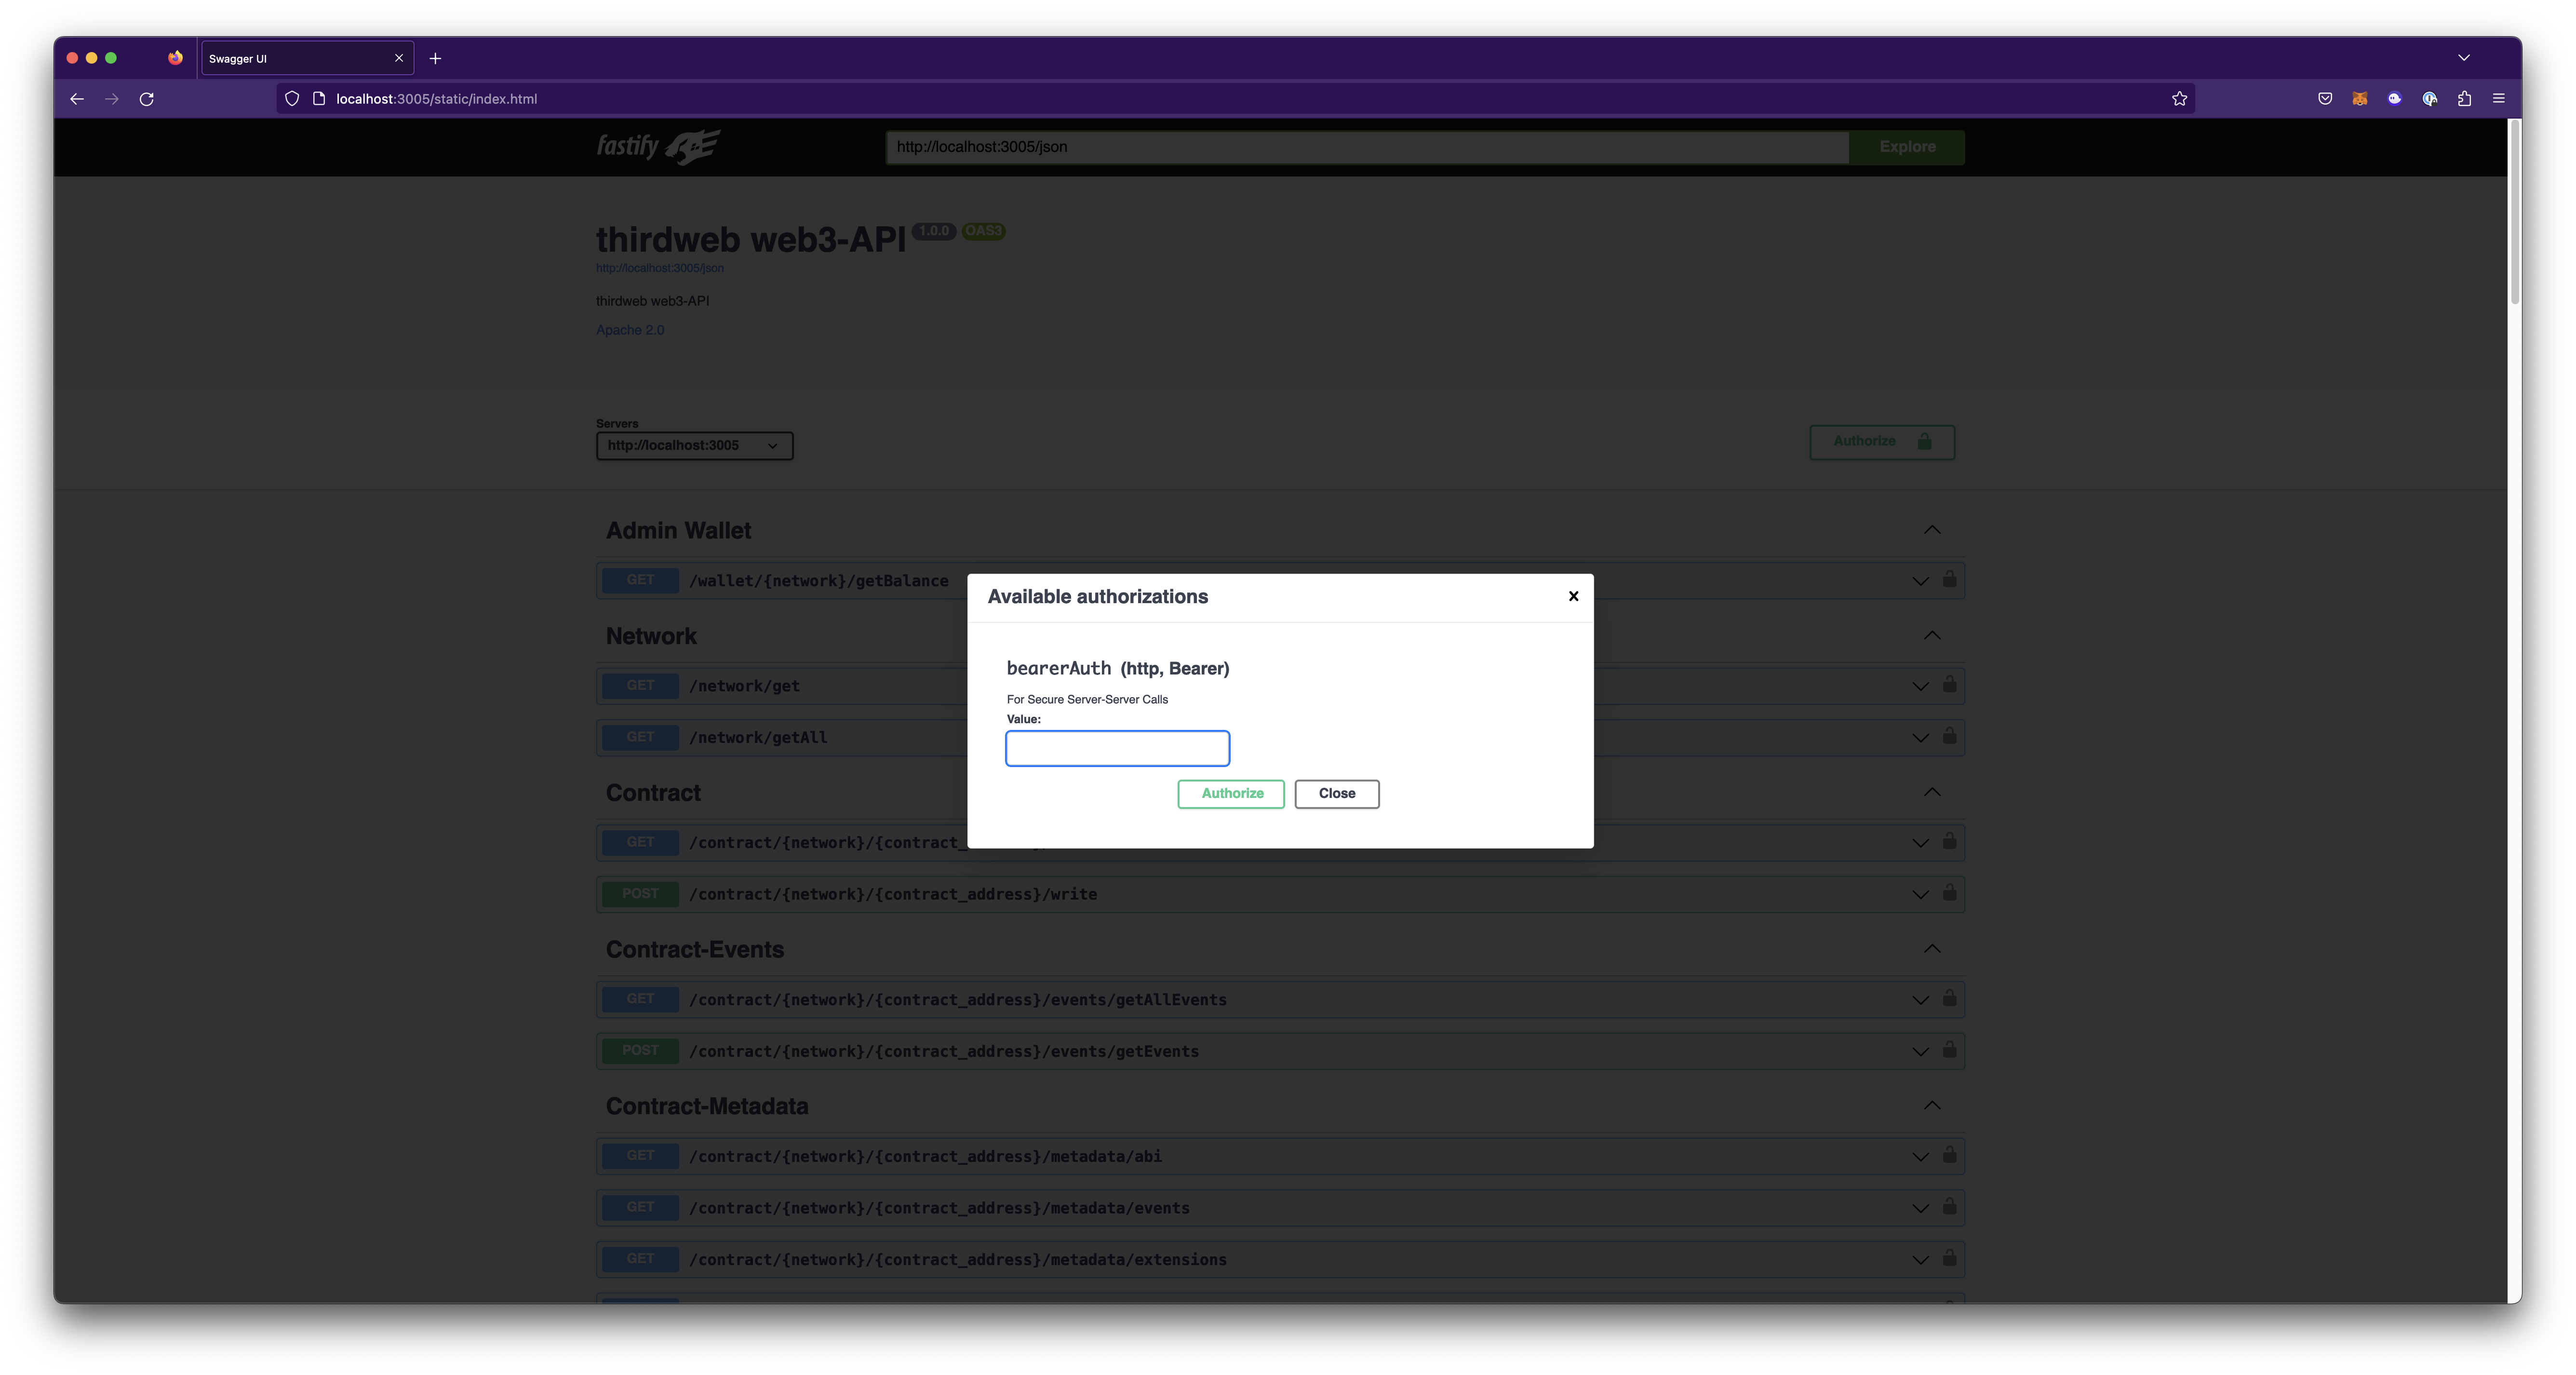 Swagger UI
localhost:3005/static/index.html
fastify
http://localhost:3005/json
Explore
thirdweb web3-API 1.0.0 OAS3
http://localhost:3005/json
thirdweb web3-API
Apache 2.0
Servers
http://localhost:3005
Authorize
Admin Wallet
GET /wallet/{network}/getBalance
Network
GET /network/get
GET /network/getAll
Contract
GET /contract/{network}/{contract_
POST /contract/{network}/{contract_address}/write
Contract-Events
GET /contract/{network}/{contract_address}/events/getAllEvents
POST /contract/{network}/{contract_address}/events/getEvents
Contract-Metadata
GET /contract/{network}/{contract_address}/metadata/abi
GET /contract/{network}/{contract_address}/metadata/events
GET /contract/{network}/{contract_address}/metadata/extensions
Available authorizations
bearerAuth (http, Bearer)
For Secure Server-Server Calls
Value:
Authorize
Close